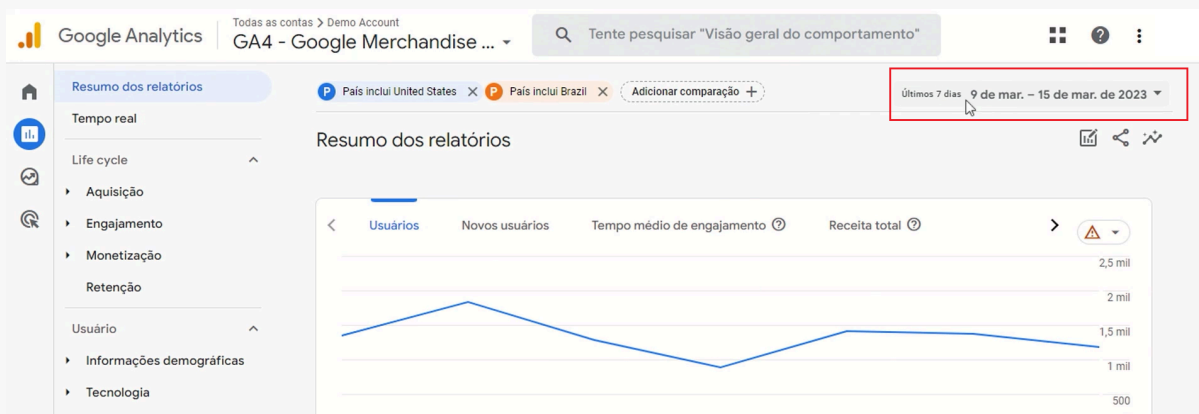 Google Analytics
Todas as contas > Demo Account
GA4 - Google Merchandise ...
Tente pesquisar "Visão geral do comportamento"
Resumo dos relatórios
Tempo real
Life cycle
Aquisição
Engajamento
Monetização
Retenção
Usuário
Informações demográficas
Tecnologia
P País inclui United States
P País inclui Brazil
Adicionar comparação +
Últimos 7 dias 9 de mar. – 15 de mar. de 2023
Resumo dos relatórios
Usuários
Novos usuários
Tempo médio de engajamento
Receita total
2,5 mil
2 mil
1,5 mil
1 mil
500